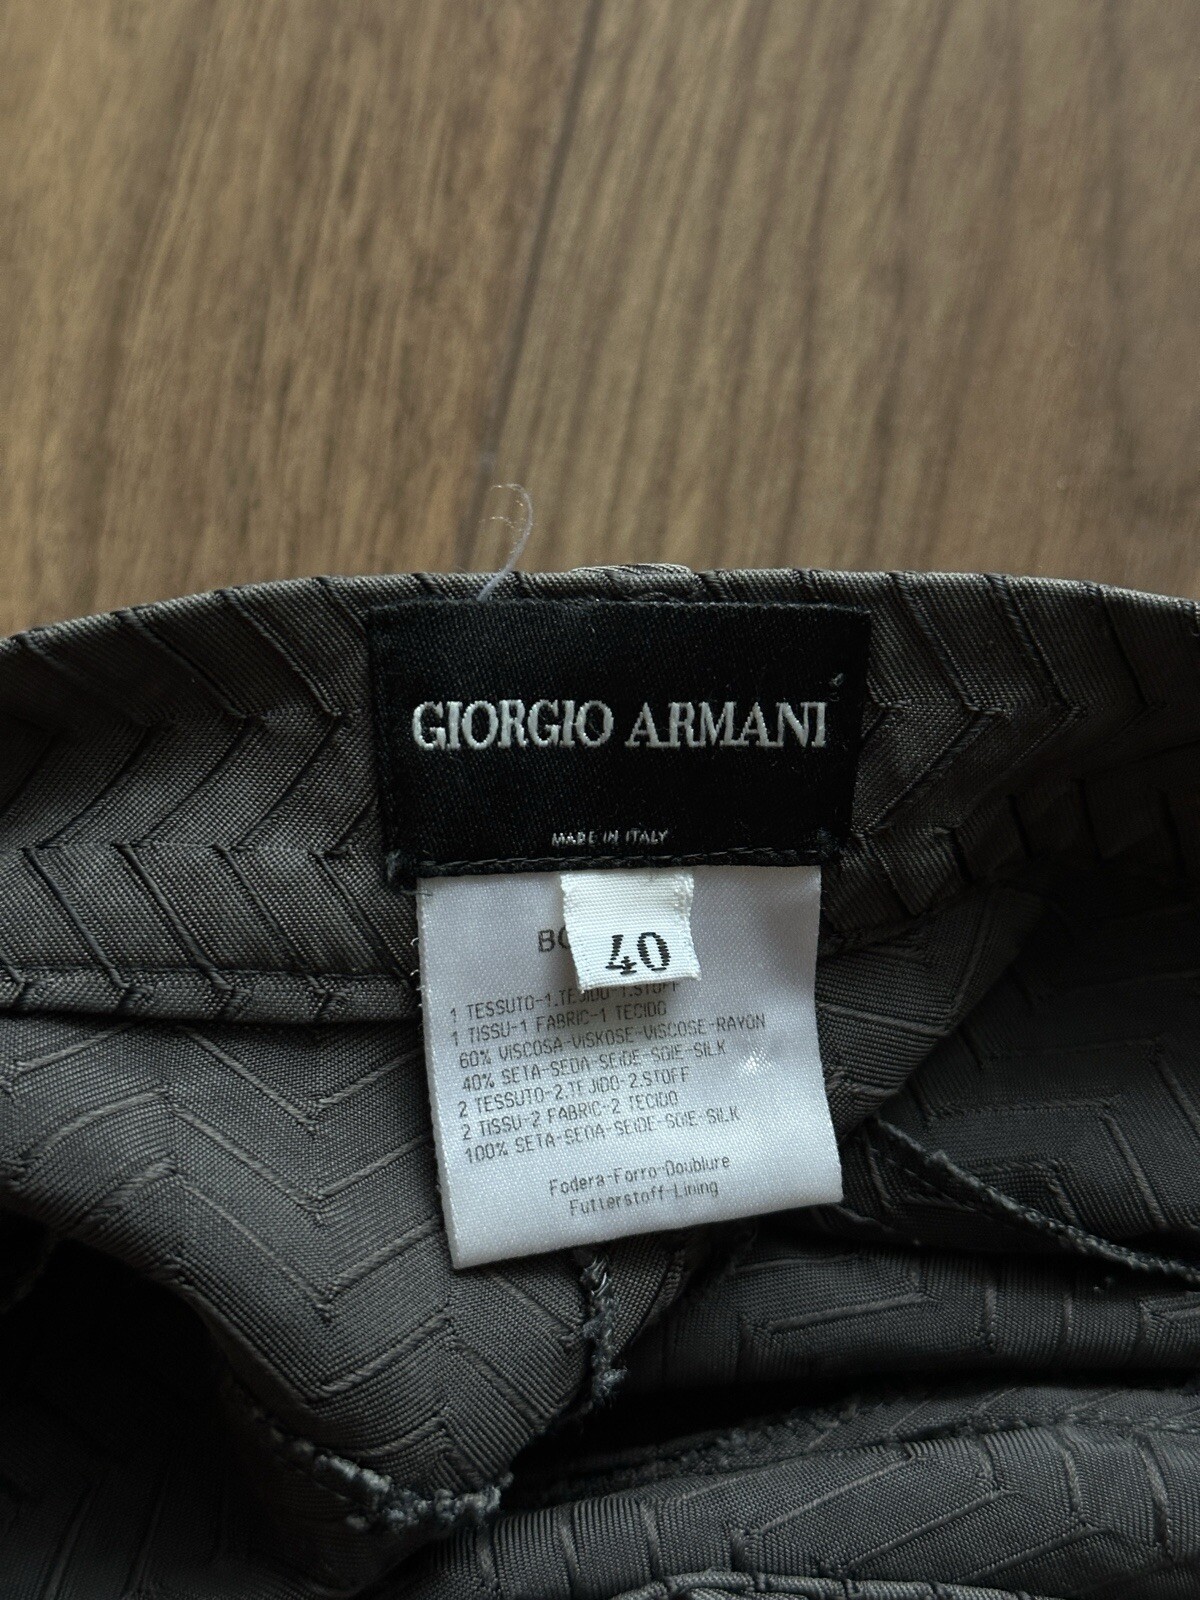 GIORGIO ARMANI
MADE IN ITALY
40
1 TESSUTO-1.TEJIDO-1.STOFF
1 TISSU-1 FABRIC-1 TECIDO
60% VISCOSA-VISKOSE-VISCOSE-RAYON
40% SETA-SEDA-SEIDE-SOIE-SILK
2 TESSUTO-2.TEJIDO-2.STOFF
2 TISSU-2 FABRIC-2 TECIDO
100% SETA-SEDA-SEIDE-SOIE-SILK
Fodera-Forro-Doublure
Futterstoff-Lining